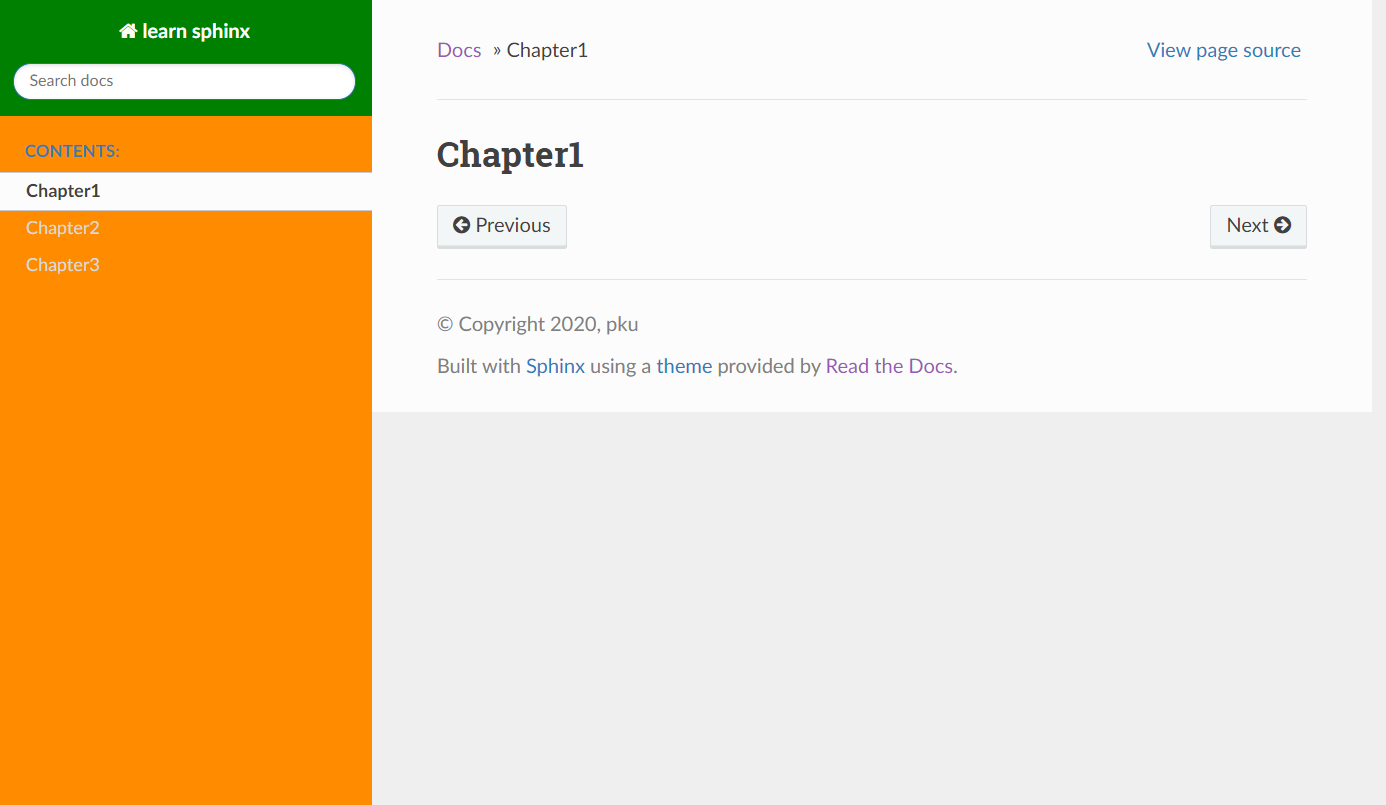 learn sphinx
Search docs
CONTENTS:
Chapter1
Chapter2
Chapter3
Docs » Chapter1
View page source
Chapter1
Previous
Next
© Copyright 2020, pku
Built with Sphinx using a theme provided by Read the Docs.